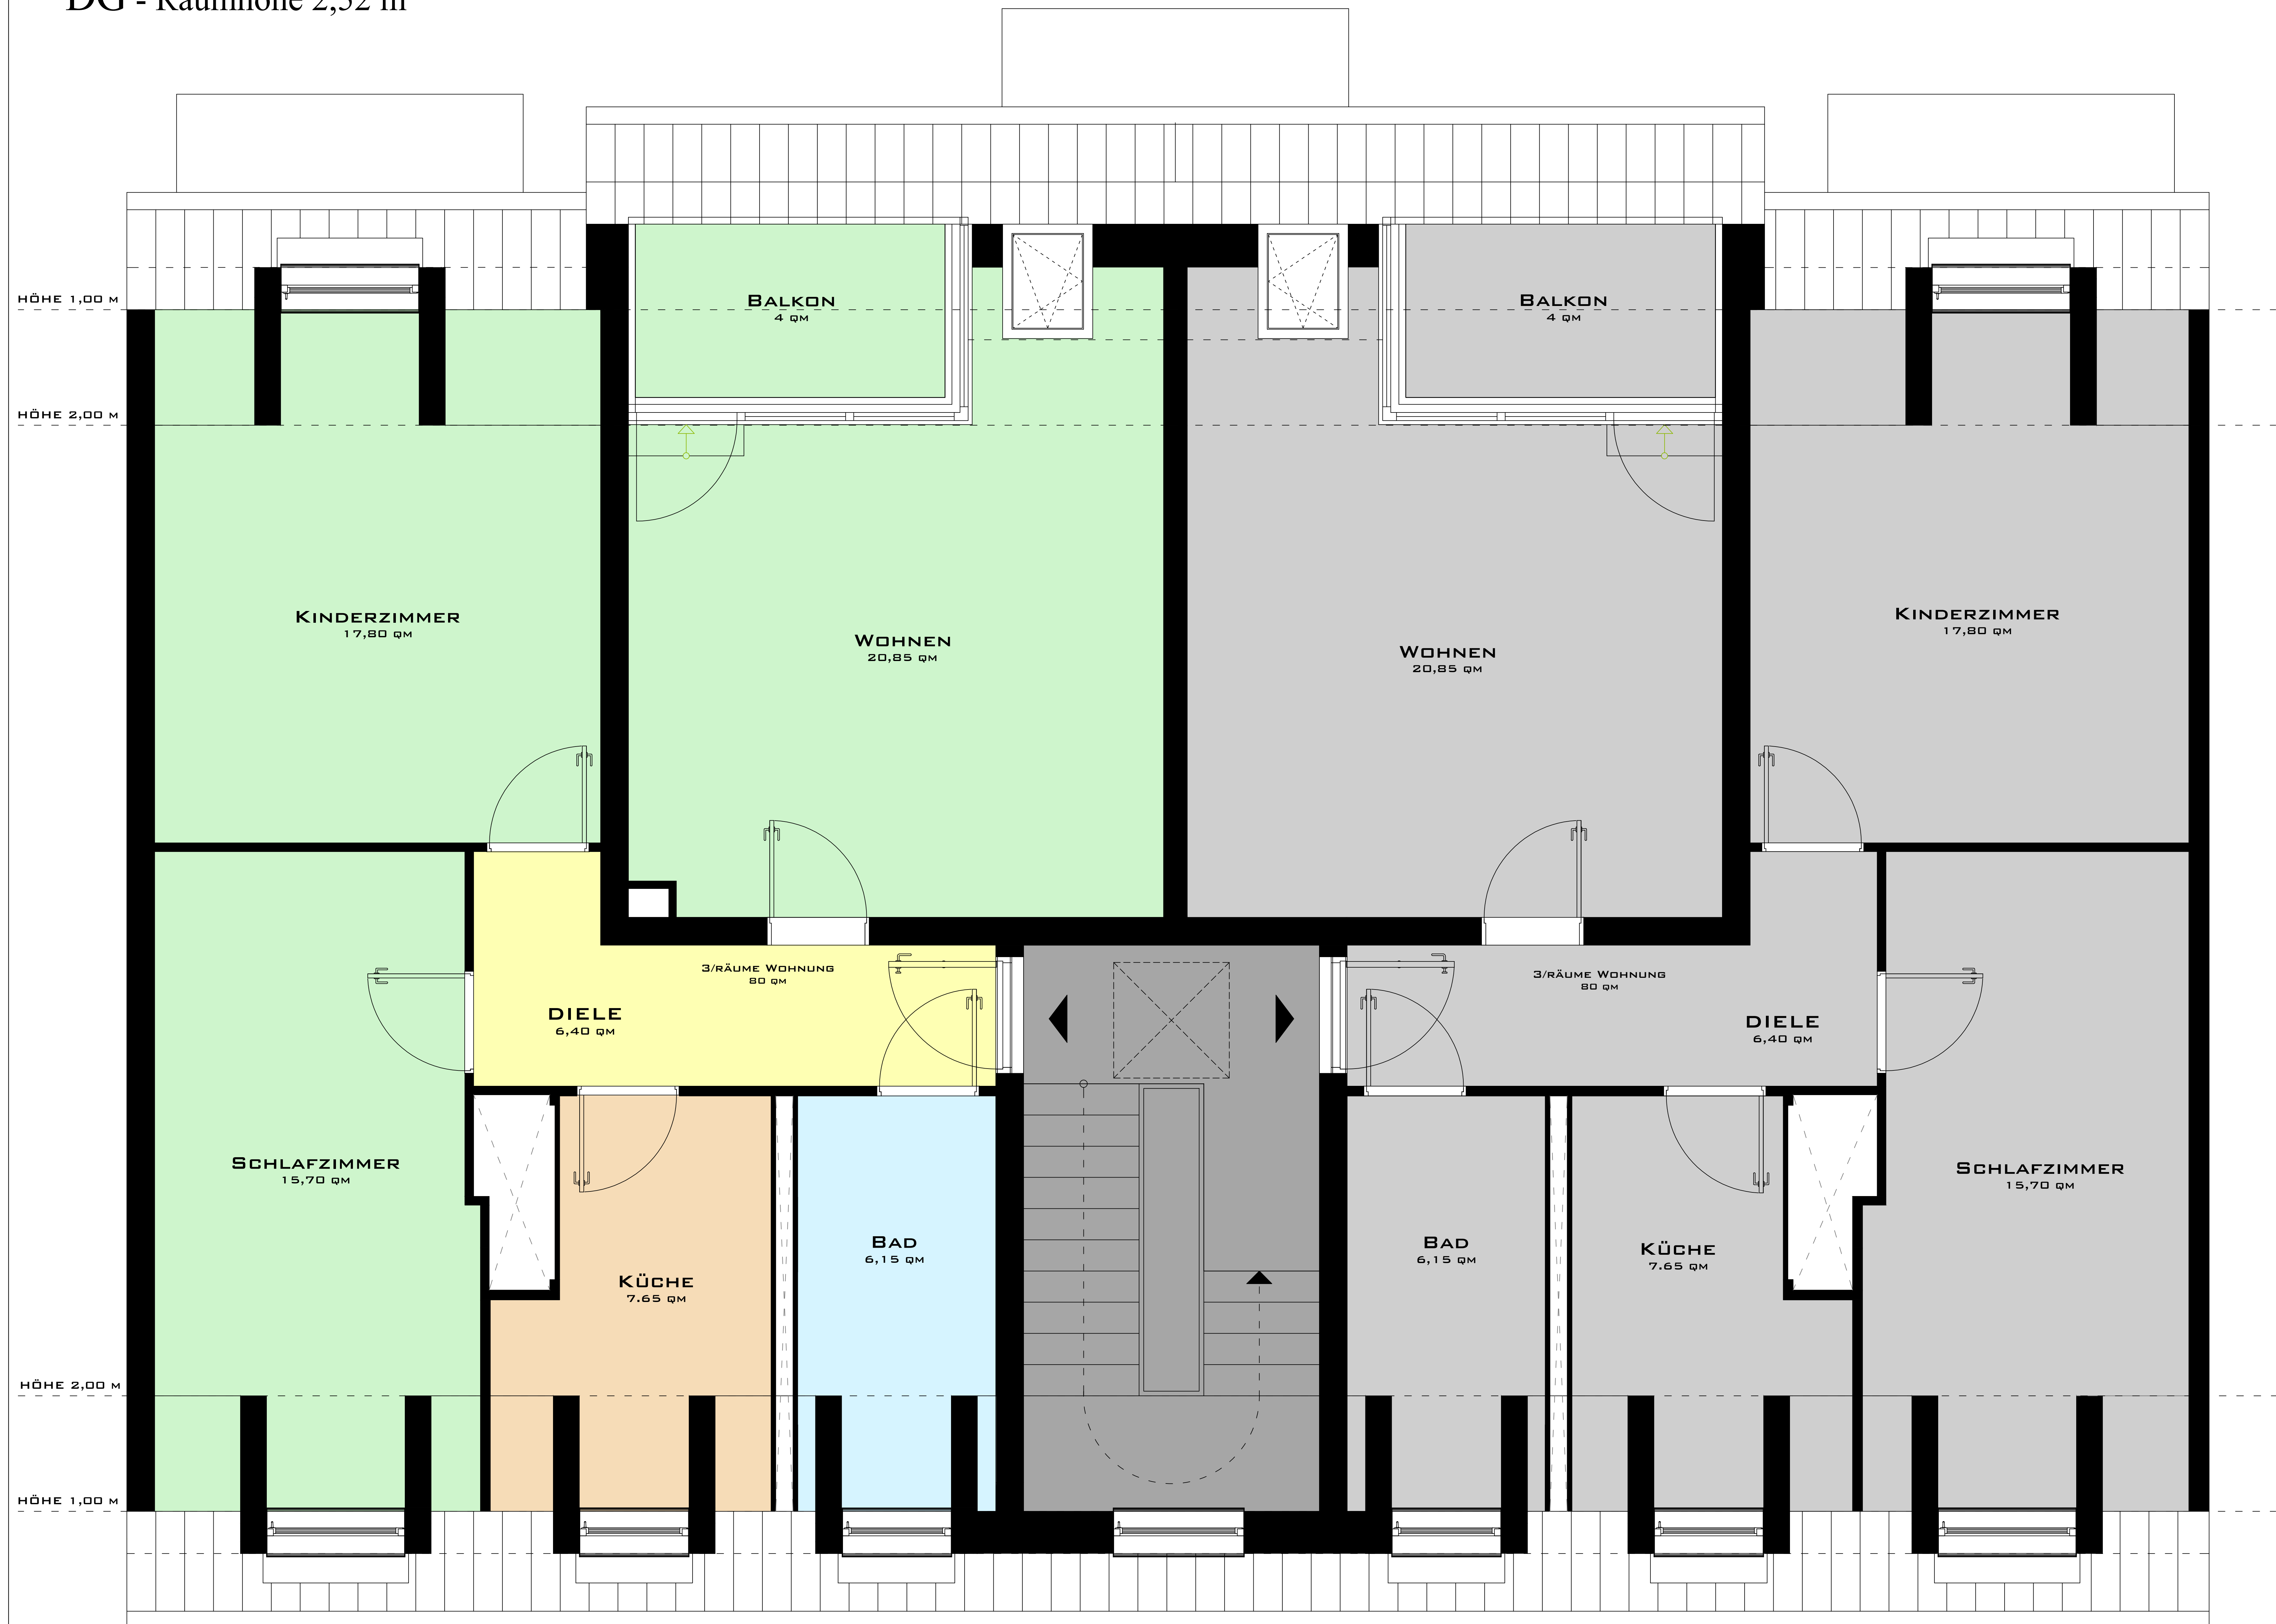 DG - Raumhöhe 2,52 m
HÖHE 1,00 M
HÖHE 2,00 M
BALKON
4 QM
BALKON
4 QM
KINDERZIMMER
17,80 QM
WOHNEN
20,85 QM
WOHNEN
20,85 QM
KINDERZIMMER
17,80 QM
3/RÄUME WOHNUNG
80 QM
DIELE
6,40 QM
3/RÄUME WOHNUNG
80 QM
DIELE
6,40 QM
SCHLAFZIMMER
15,70 QM
KÜCHE
7.65 QM
BAD
6,15 QM
BAD
6,15 QM
KÜCHE
7.65 QM
SCHLAFZIMMER
15,70 QM
HÖHE 2,00 M
HÖHE 1,00 M